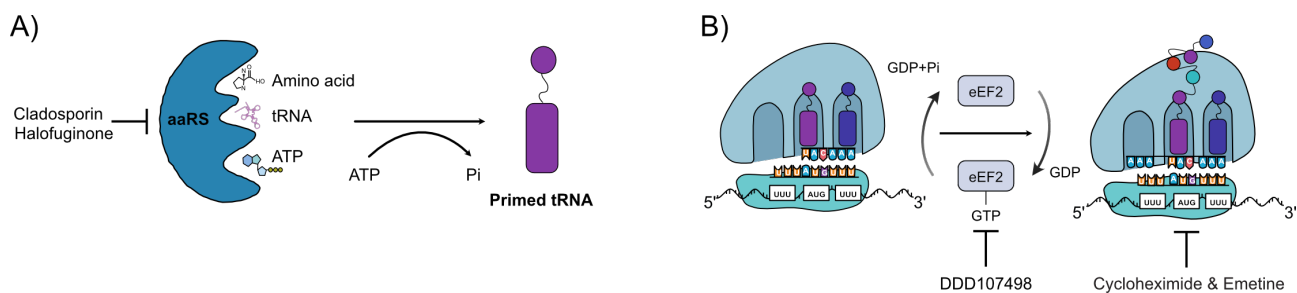 A)
Cladosporin
Halofuginone
aaRS
Amino acid
N
N
O
HO
tRNA
ATP
ATP
Pi
Primed tRNA
B)
GDP+Pi
eEF2
eEF2
GTP
GDP
DDD107498
5'
UUU
AUG
UUU
3'
5'
UUU
AUG
UUU
3'
Cycloheximide & Emetine